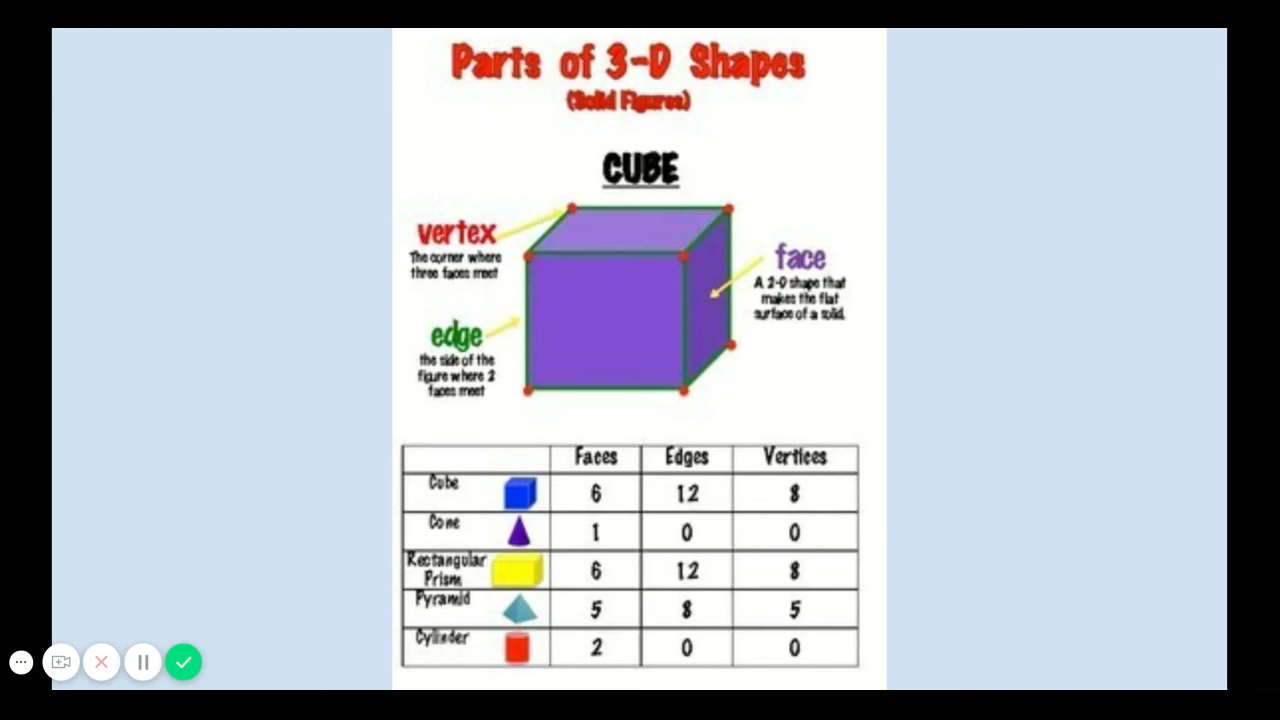 Parts of 3-D Shapes
(Solid Figures)
CUBE
vertex
The corner where
three faces meet
edge
the side of the
figure where 2
faces meet
face
A 2-D shape that
makes the flat
surface of a solid.
Faces Edges Vertices
Cube 6 12 8
Cone 1 0 0
Rectangular
Prism 6 12 8
Pyramid 5 8 5
Cylinder 2 0 0